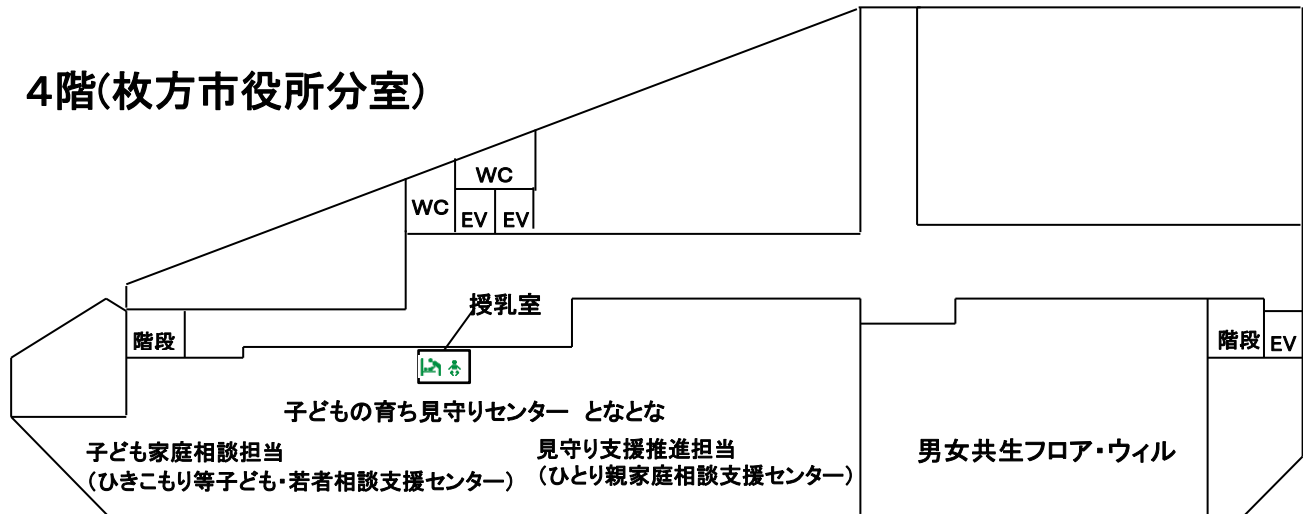 4階(枚方市役所分室)
WC
WC
EV
EV
授乳室
階段
階段
EV
子どもの育ち見守りセンター となとな
子ども家庭相談担当
(ひきこもり等子ども・若者相談支援センター)
見守り支援推進担当
(ひとり親家庭相談支援センター)
男女共生フロア・ウィル